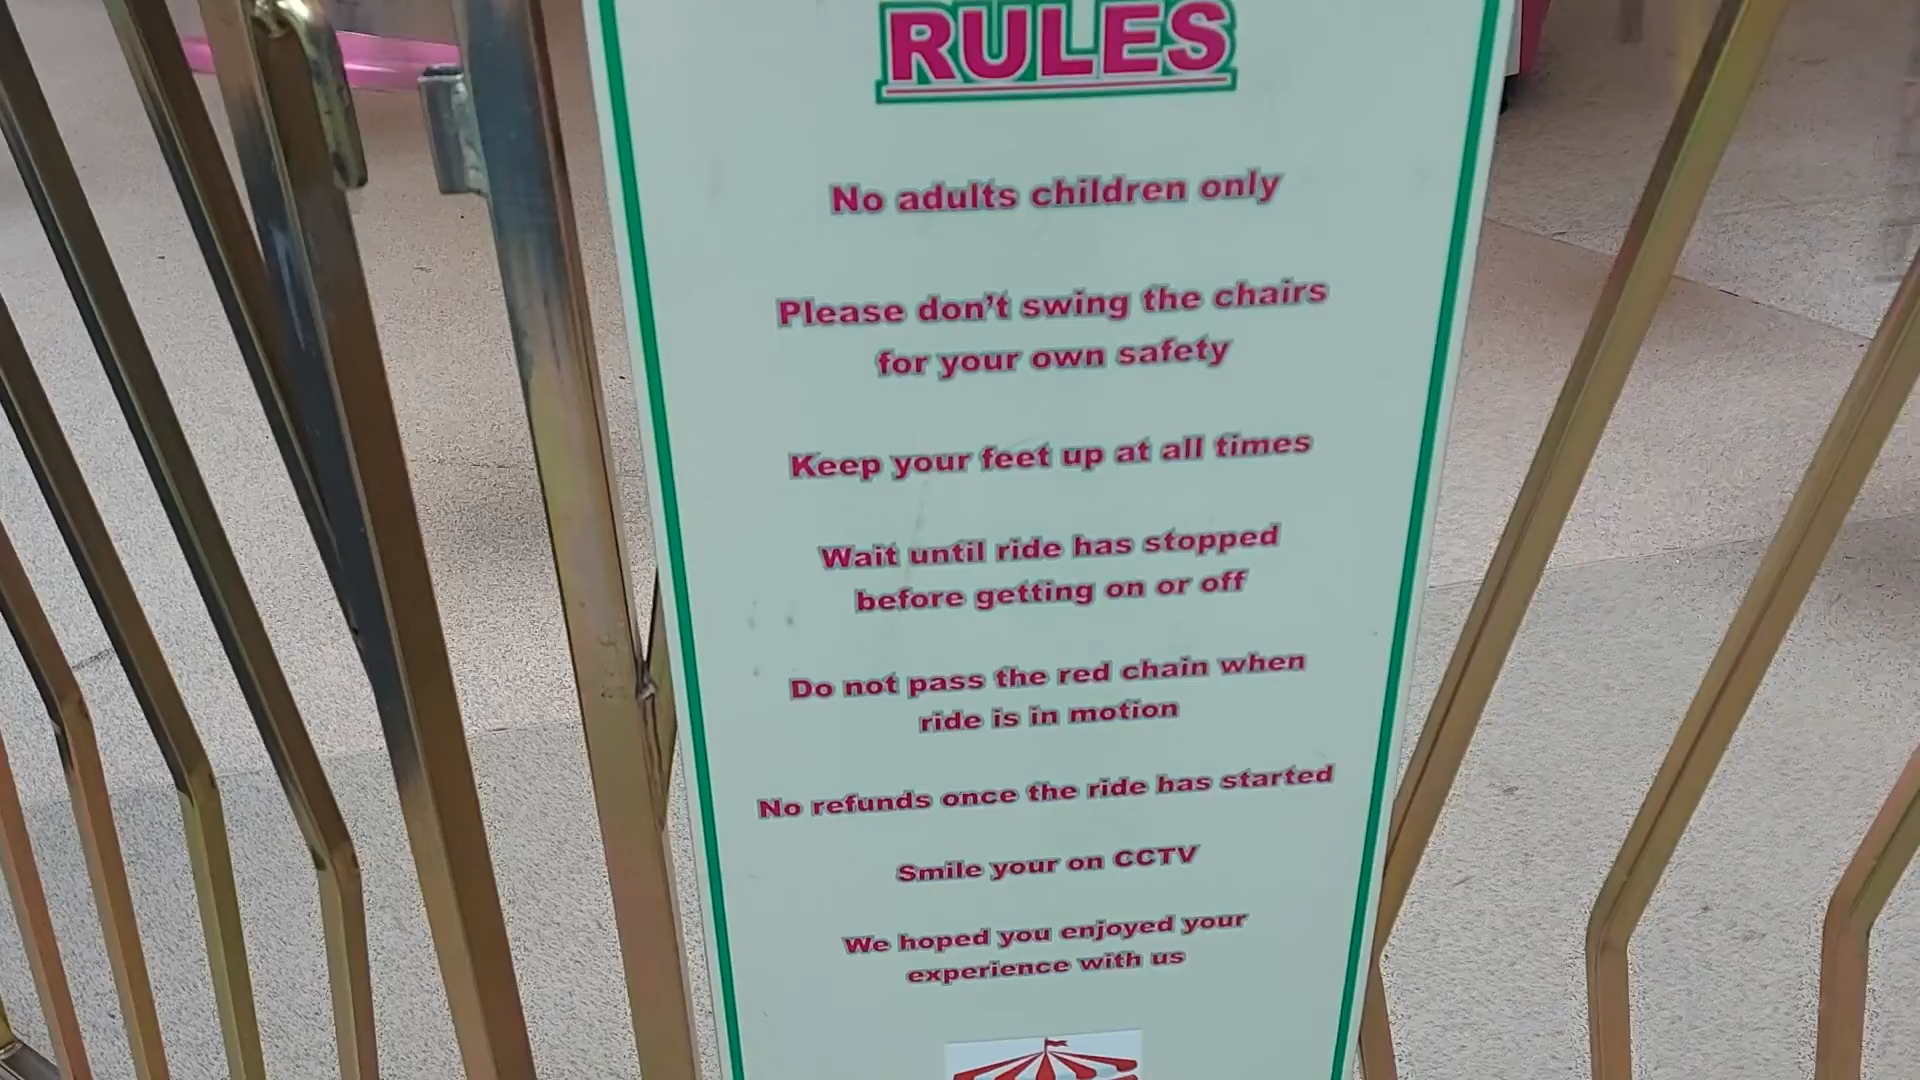 RULES
No adults children only
Please don't swing the chairs
for your own safety
Keep your feet up at all times
Wait until ride has stopped
before getting on or off
Do not pass the red chain when
ride is in motion
No refunds once the ride has started
Smile your on CCTV
We hoped you enjoyed your
experience with us